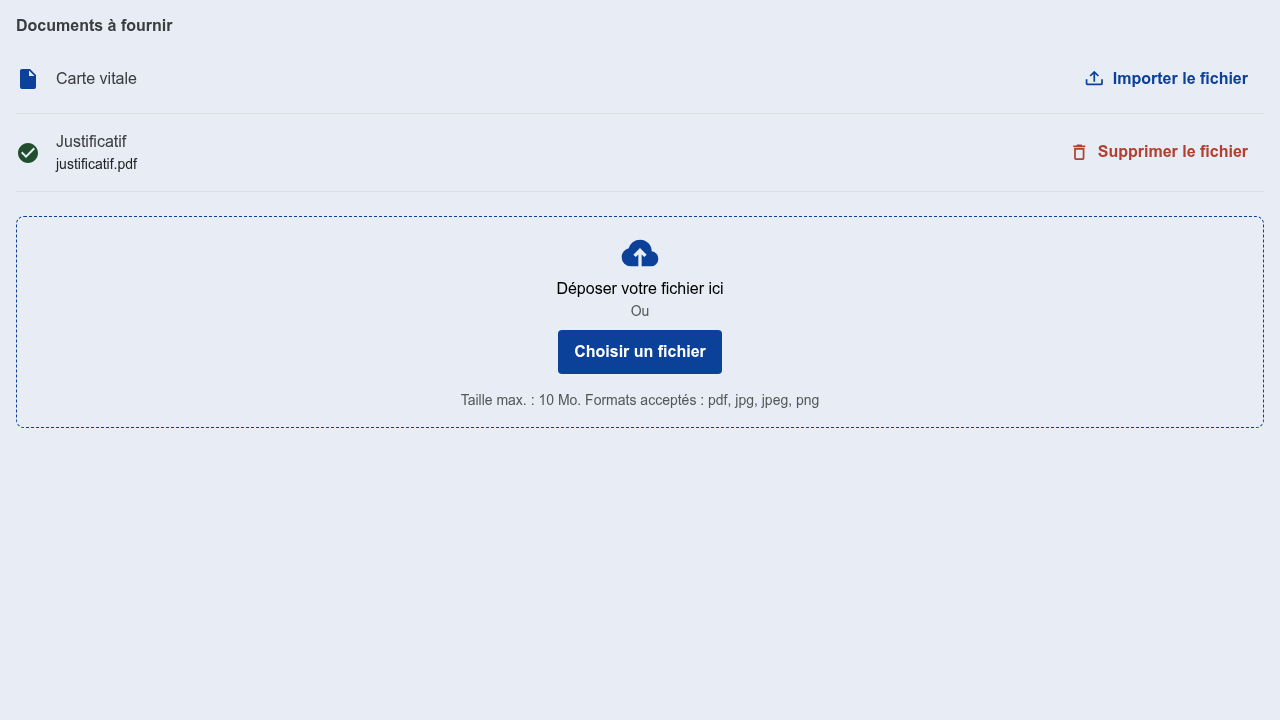 Documents à fournir
Carte vitale
Importer le fichier
Justificatif
justificatif.pdf
Supprimer le fichier
Déposer votre fichier ici
Ou
Choisir un fichier
Taille max. : 10 Mo. Formats acceptés : pdf, jpg, jpeg, png